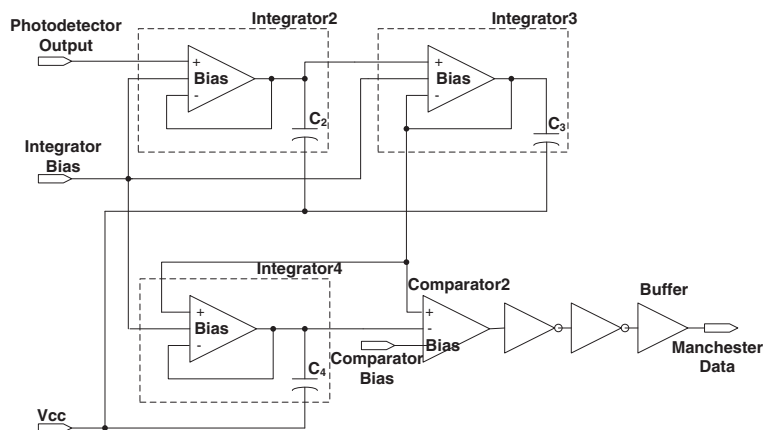 Integrator2
Integrator3
Photodetector
Output
+
Bias
-
C2
+
Bias
-
C3
Integrator
Bias
Integrator4
+
Bias
-
C4
Comparator2
+
-
Bias
Comparator
Bias
Buffer
Manchester
Data
Vcc